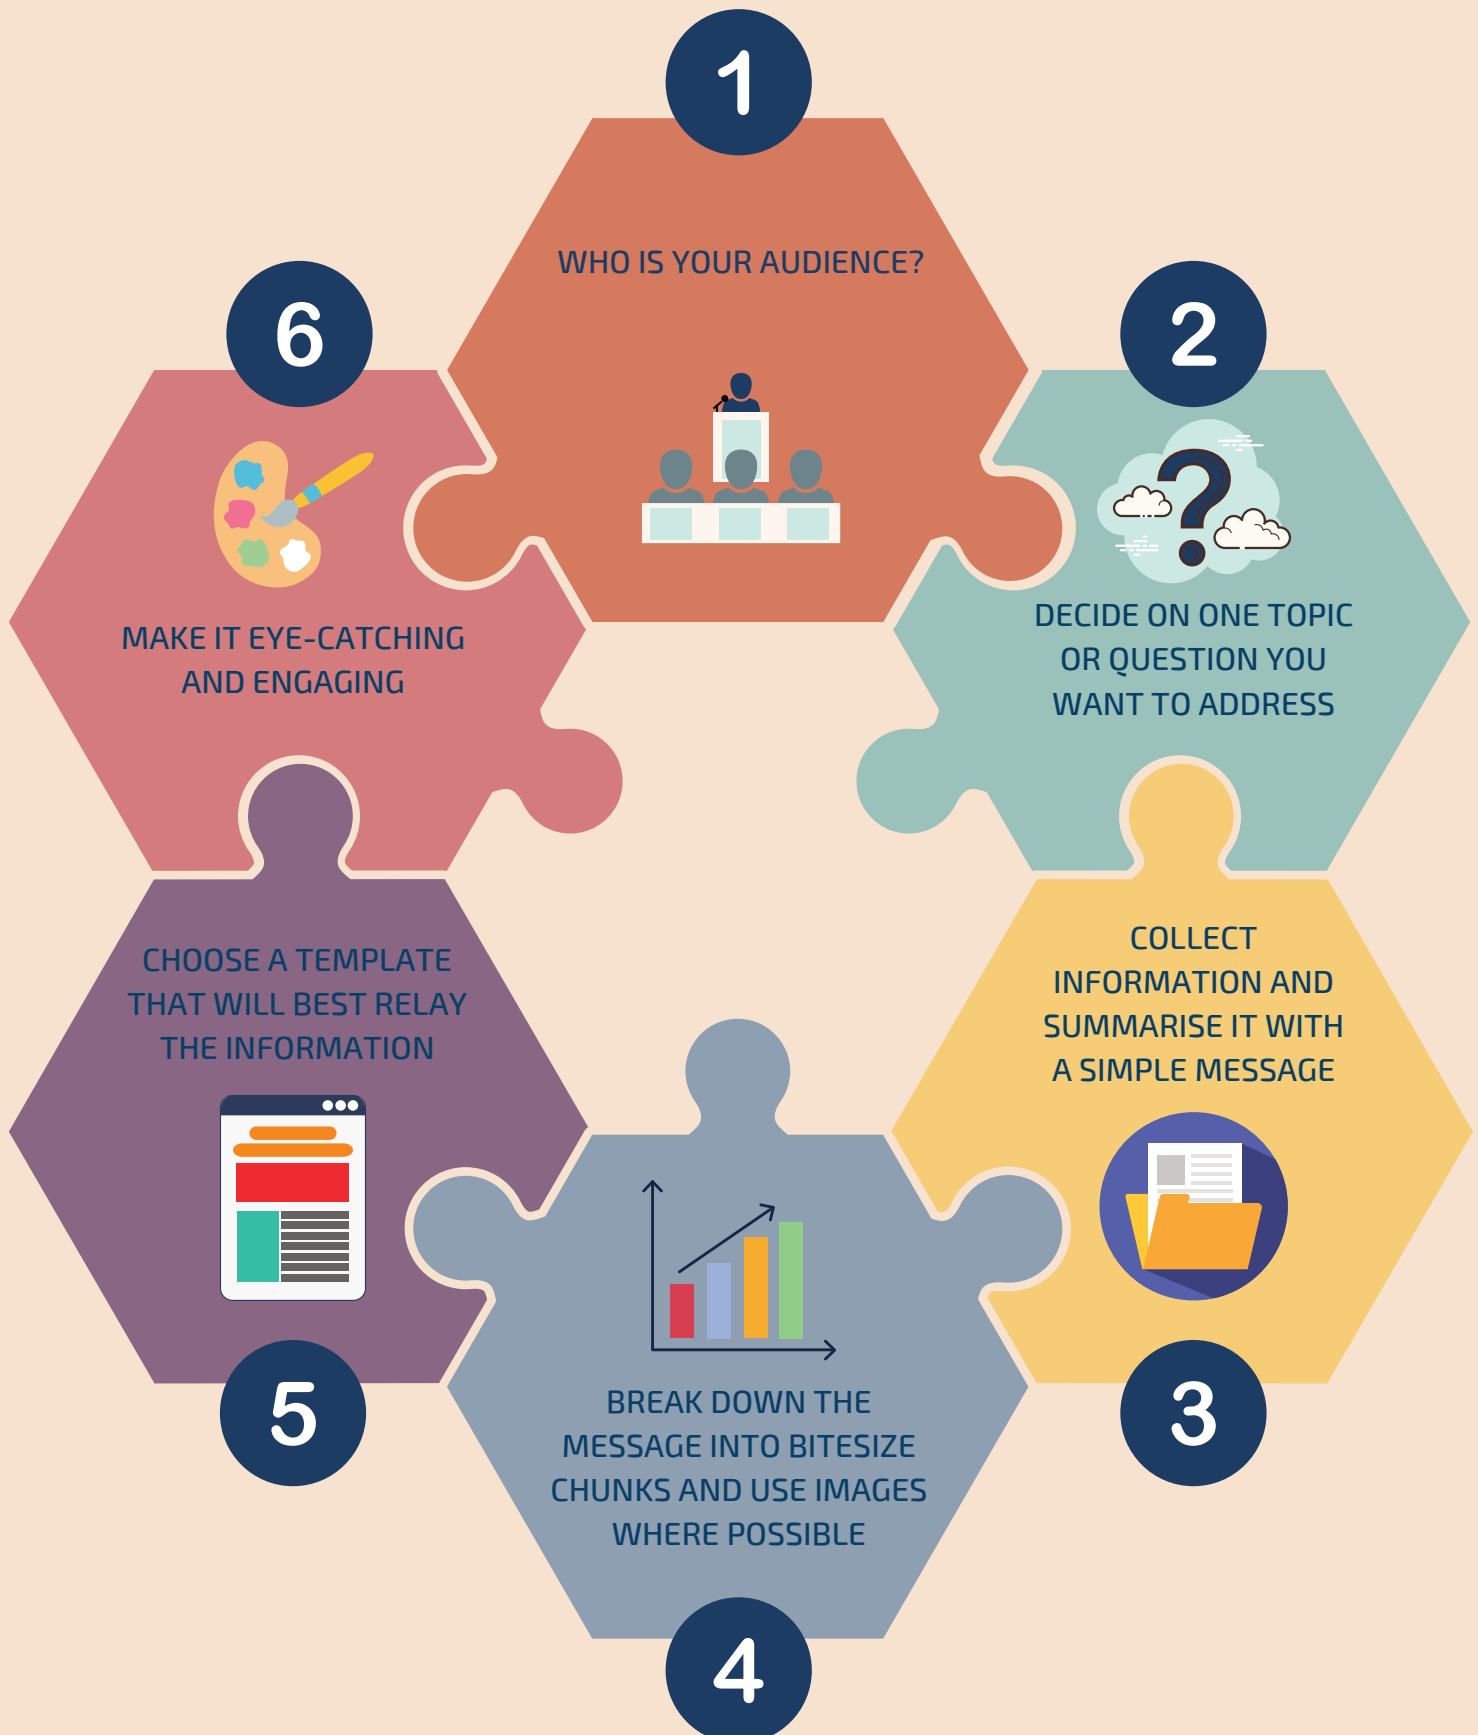 1
WHO IS YOUR AUDIENCE?
2
DECIDE ON ONE TOPIC
OR QUESTION YOU
WANT TO ADDRESS
3
COLLECT
INFORMATION AND
SUMMARISE IT WITH
A SIMPLE MESSAGE
4
BREAK DOWN THE
MESSAGE INTO BITESIZE
CHUNKS AND USE IMAGES
WHERE POSSIBLE
5
CHOOSE A TEMPLATE
THAT WILL BEST RELAY
THE INFORMATION
6
MAKE IT EYE-CATCHING
AND ENGAGING
?